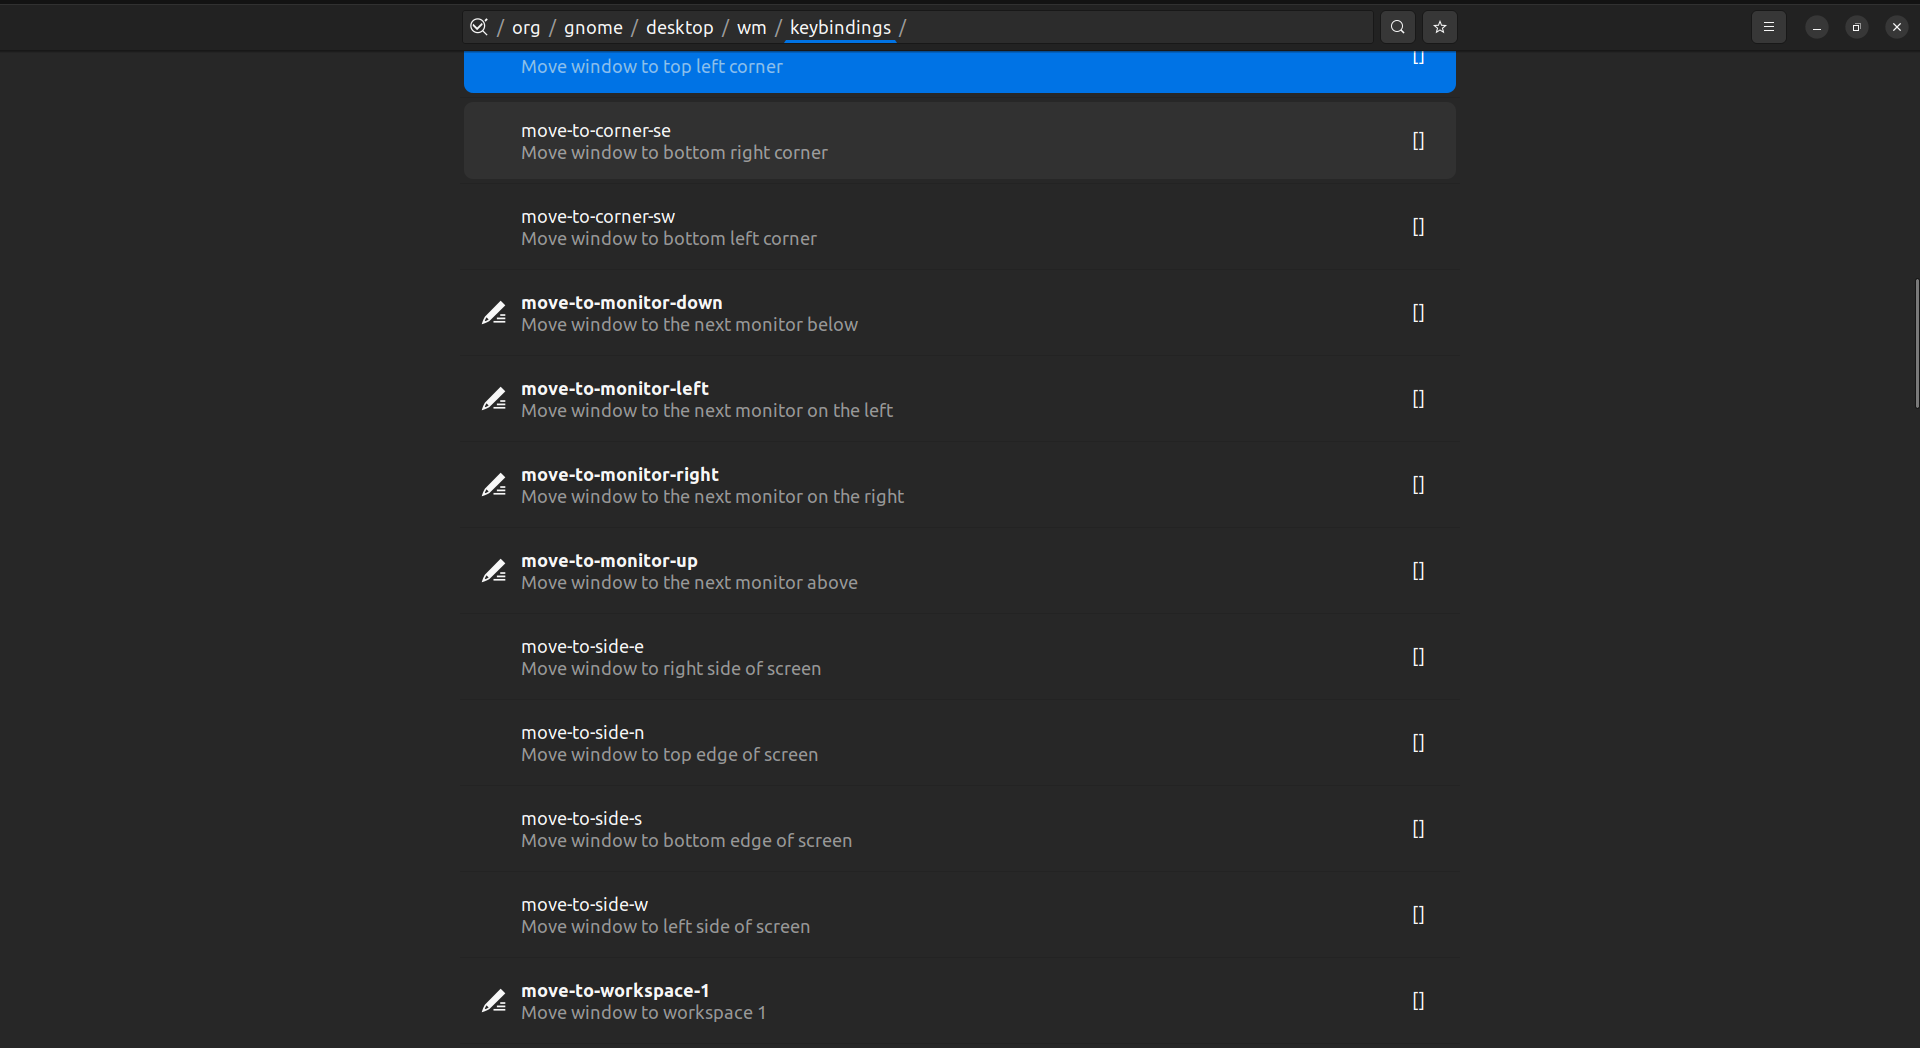 / org / gnome / desktop / wm / keybindings /
Move window to top left corner []
move-to-corner-se
Move window to bottom right corner []
move-to-corner-sw
Move window to bottom left corner []
move-to-monitor-down
Move window to the next monitor below []
move-to-monitor-left
Move window to the next monitor on the left []
move-to-monitor-right
Move window to the next monitor on the right []
move-to-monitor-up
Move window to the next monitor above []
move-to-side-e
Move window to right side of screen []
move-to-side-n
Move window to top edge of screen []
move-to-side-s
Move window to bottom edge of screen []
move-to-side-w
Move window to left side of screen []
move-to-workspace-1
Move window to workspace 1 []